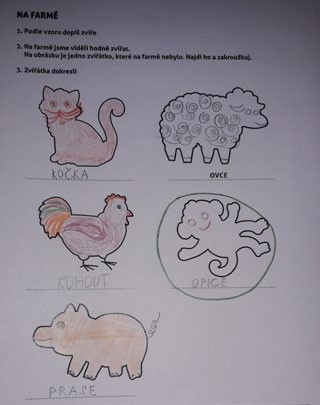 NA FARMĚ
1. Podle vzoru dopiš zvíře
2. Na farmě jsme viděli hodně zvířat.
Na obrázku je jedno zvířátko, které na farmě nebylo. Najdi ho a zakroužkuj.
3. Zvířátka dokresli
KOČKA
OVCE
KOHOUT
OPICE
PRASE